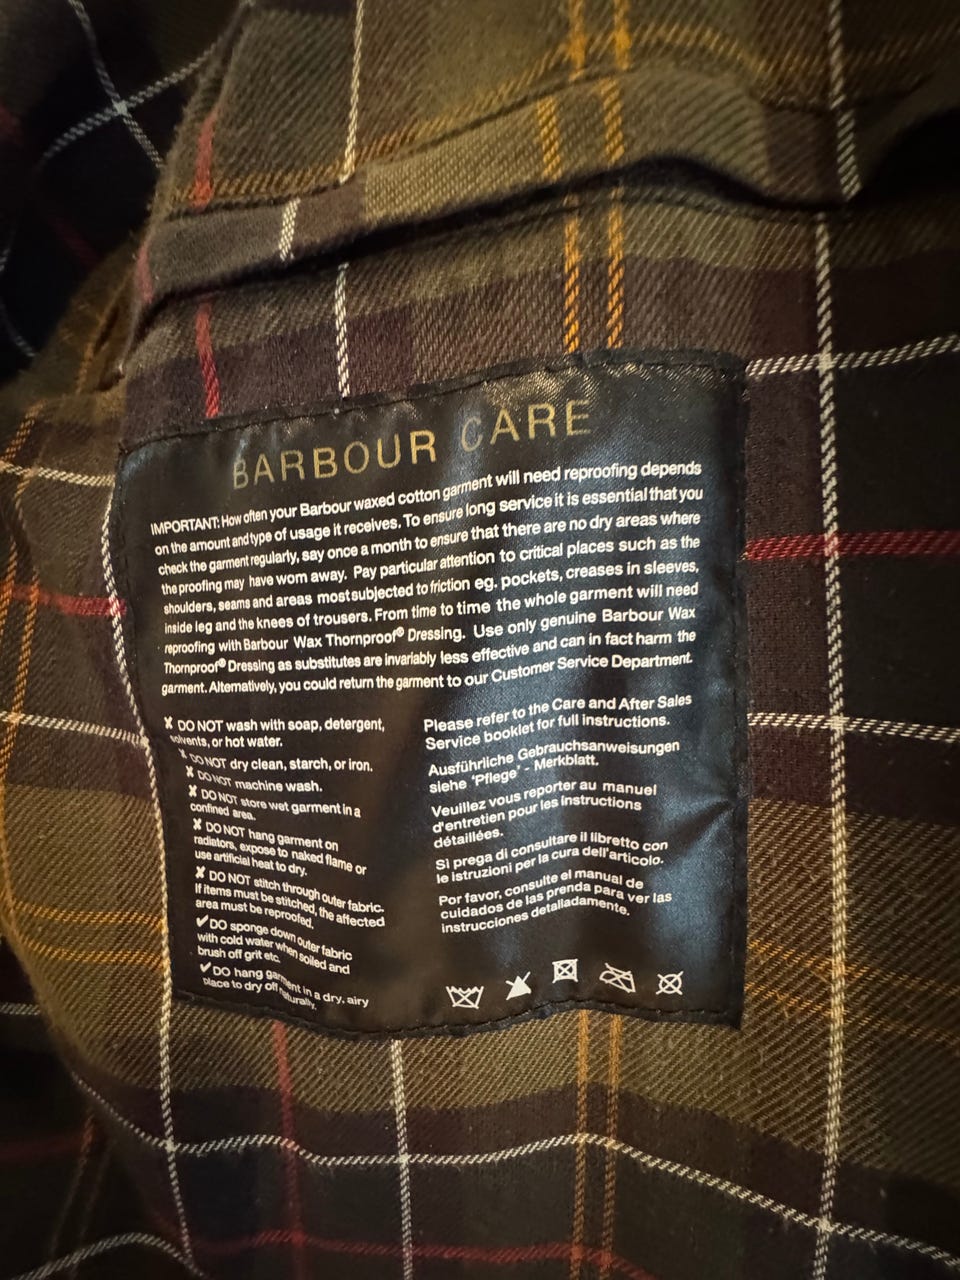 BARBOUR CARE
IMPORTANT: How often your Barbour waxed cotton garment will need reproofing depends
on the amount and type of usage it receives. To ensure long service it is essential that you
check the garment regularly, say once a month to ensure that there are no dry areas where
the proofing may have worn away. Pay particular attention to critical places such as the
shoulders, seams and areas most subjected to friction eg. pockets, creases in sleeves,
inside leg and the knees of trousers. From time to time the whole garment will need
reproofing with Barbour Wax Thornproof® Dressing. Use only genuine Barbour Wax
Thornproof® Dressing as substitutes are invariably less effective and can in fact harm the
garment. Alternatively, you could return the garment to our Customer Service Department.
✘ DO NOT wash with soap, detergent,
solvents, or hot water.
✘ DO NOT dry clean, starch, or iron.
✘ DO NOT machine wash.
✘ DO NOT store wet garment in a
confined area.
✘ DO NOT hang garment on
radiators, expose to naked flame or
use artificial heat to dry.
✘ DO NOT stitch through outer fabric.
If items must be stitched, the affected
area must be reproofed.
✔ DO sponge down outer fabric
with cold water when soiled and
brush off grit etc.
✔ DO hang garment in a dry, airy
place to dry off naturally.
Please refer to the Care and After Sales
Service booklet for full instructions.
Ausführliche Gebrauchsanweisungen
siehe 'Pflege' - Merkblatt.
Veuillez vous reporter au manuel
d'entretien pour les instructions
détaillées.
Si prega di consultare il libretto con
le istruzioni per la cura dell'articolo.
Por favor, consulte el manual de
cuidados de las prenda para ver las
instrucciones detalladamente.